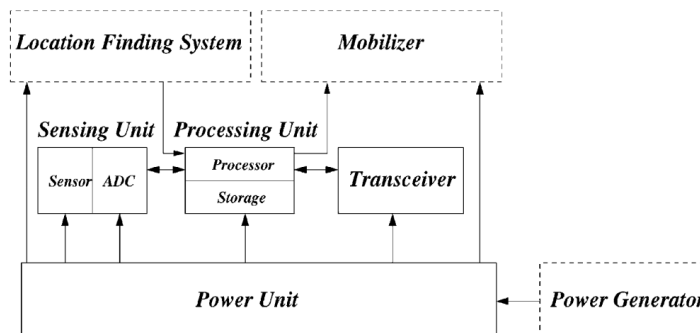 Location Finding System
Mobilizer
Sensing Unit
Processing Unit
Sensor
ADC
Processor
Storage
Transceiver
Power Unit
Power Generator